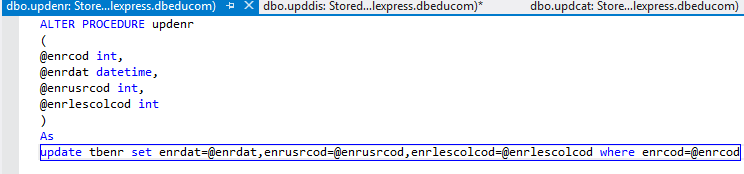 dbo.updenr: Store...lexpress.dbeducom) dbo.upddis: Stored...lexpress.dbeducom)* dbo.updcat: Store...lexpress.dbeducom)
ALTER PROCEDURE updenr
(
@enrcod int,
@enrdat datetime,
@enrusrcod int,
@enrlescolcod int
)
As
update tbenr set enrdat=@enrdat,enrusrcod=@enrusrcod,enrlescolcod=@enrlescolcod where enrcod=@enrcod